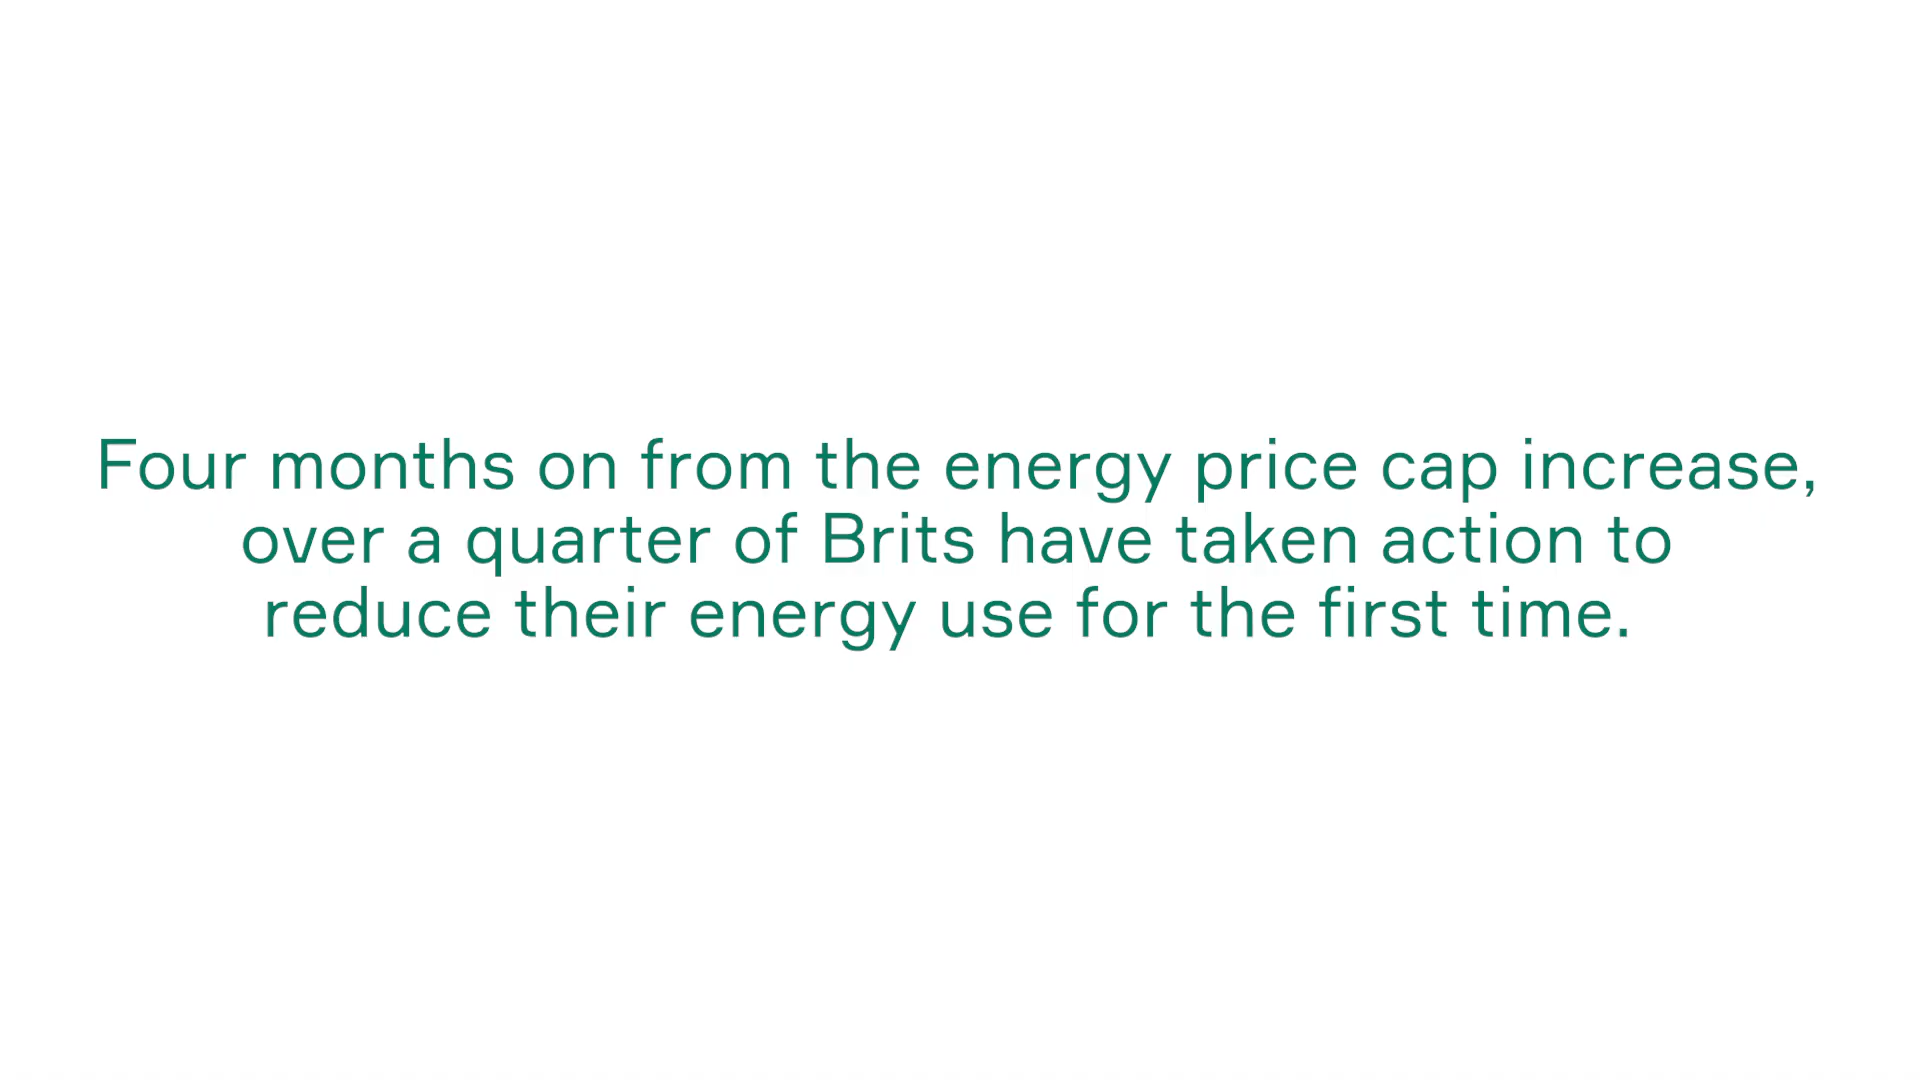 Four months on from the energy price cap increase,
over a quarter of Brits have taken action to
reduce their energy use for the first time.